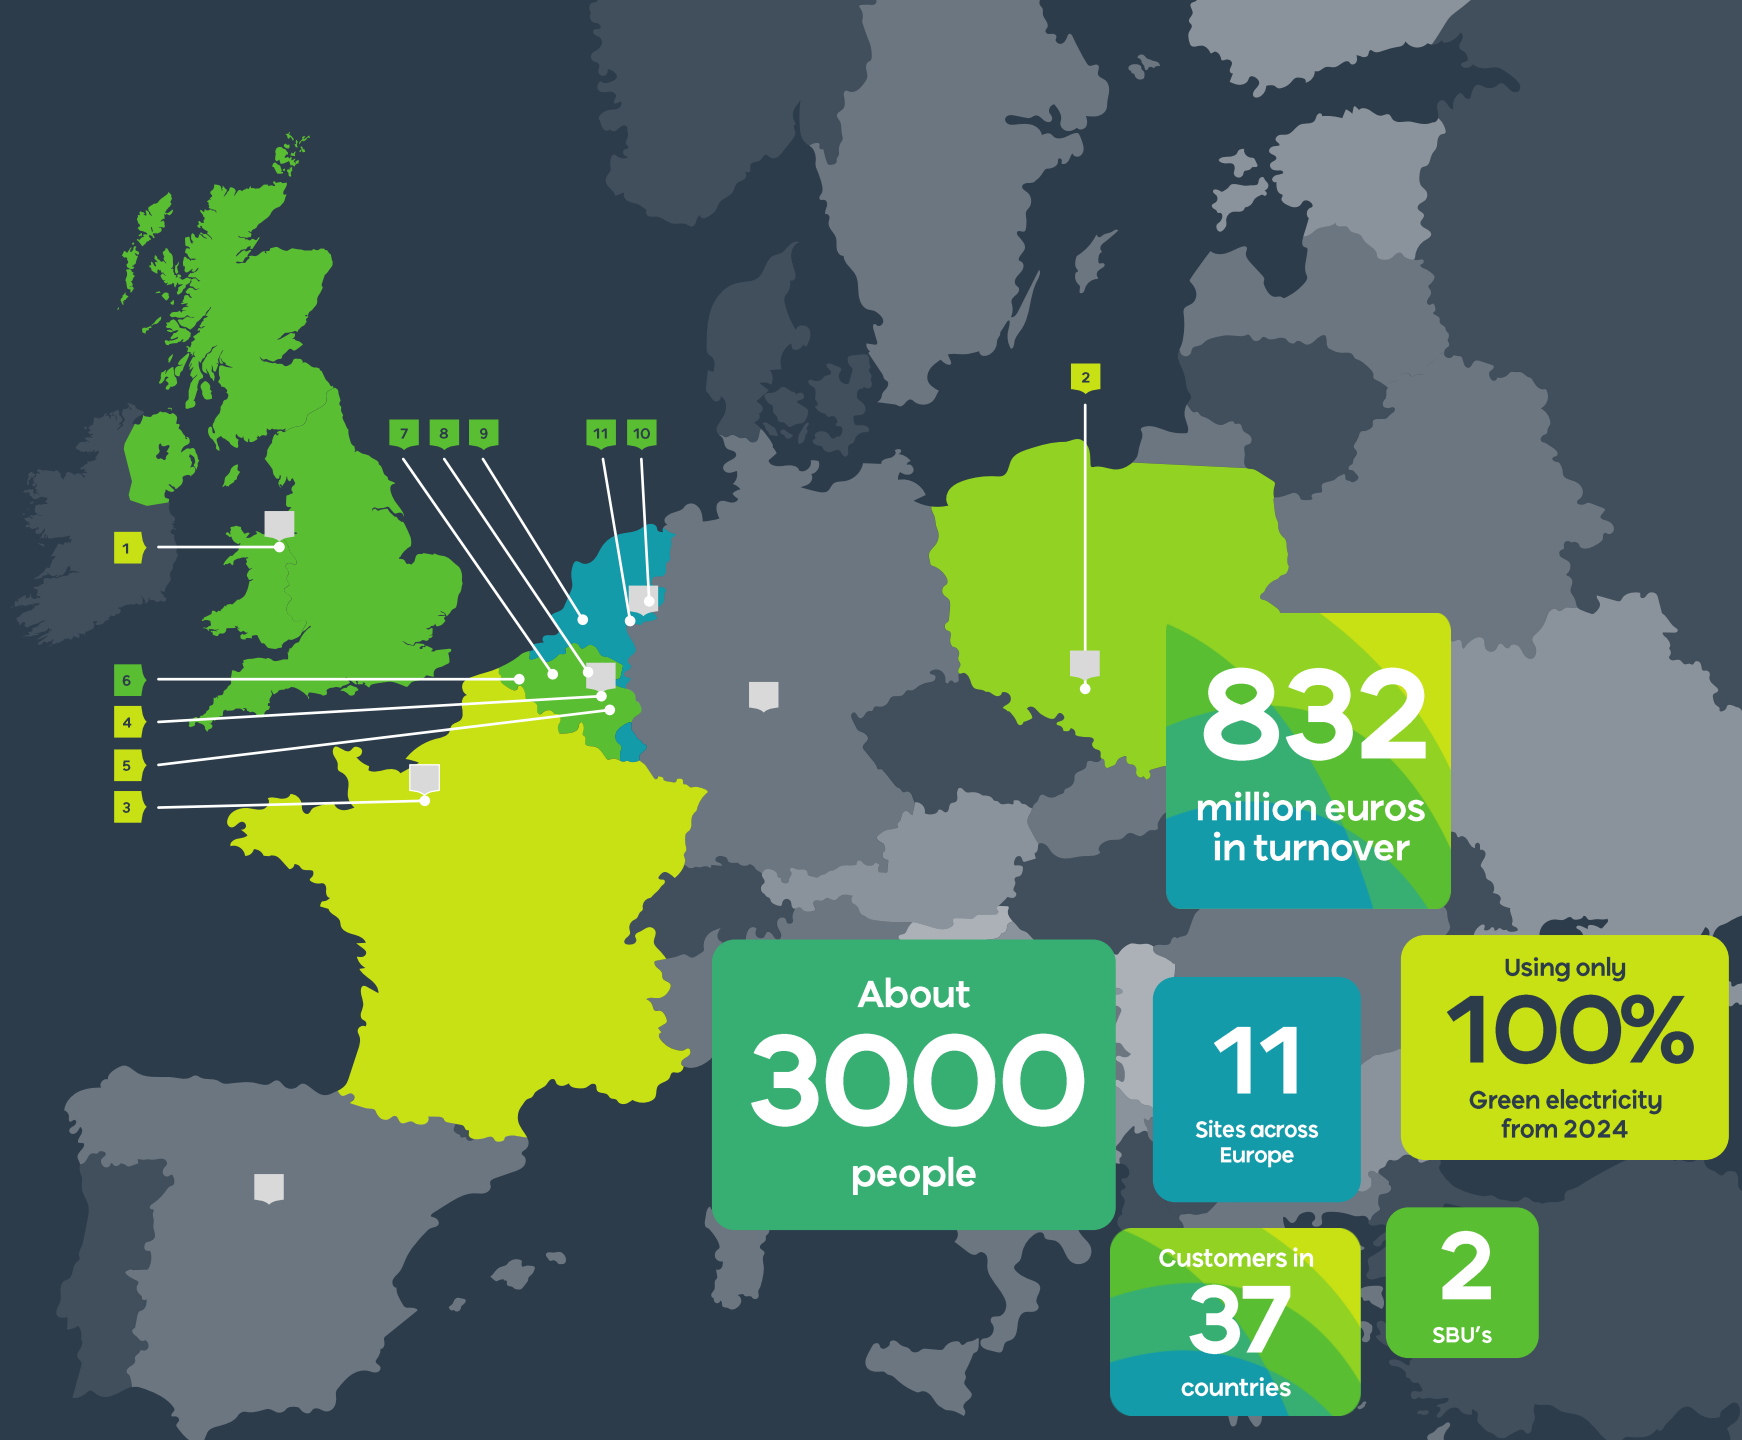 2
7
8
9
11
10
1
6
4
5
3
832
million euros
in turnover
About
3000
people
11
Sites across
Europe
Using only
100%
Green electricity
from 2024
Customers in
37
countries
2
SBU's